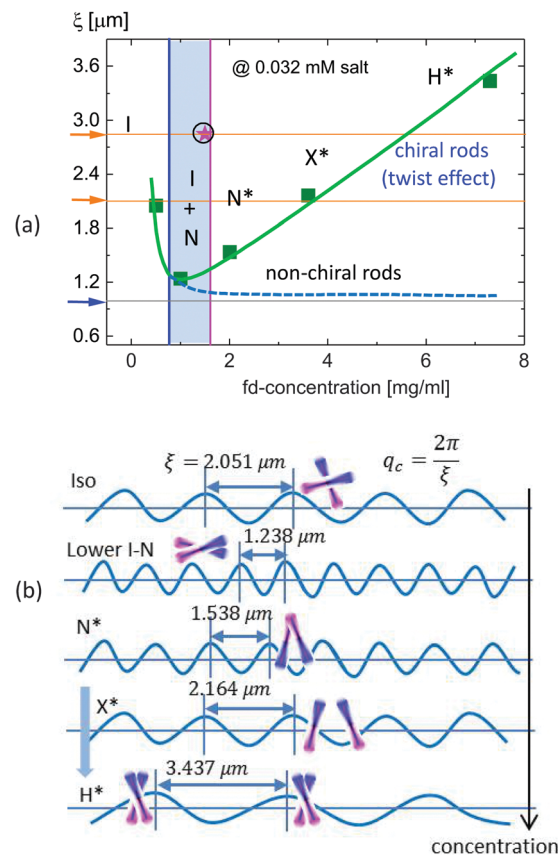 ξ [μm]
3.6
3.0
2.4
1.8
1.2
0.6
@ 0.032 mM salt
H*
I
X*
chiral rods
(twist effect)
I
+
N
N*
(a)
non-chiral rods
0 2 4 6 8
fd-concentration [mg/ml]
ξ = 2.051 μm
q_c = 2π/ξ
Iso
Lower I-N
1.238 μm
(b)
1.538 μm
N*
2.164 μm
X*
3.437 μm
H*
concentration